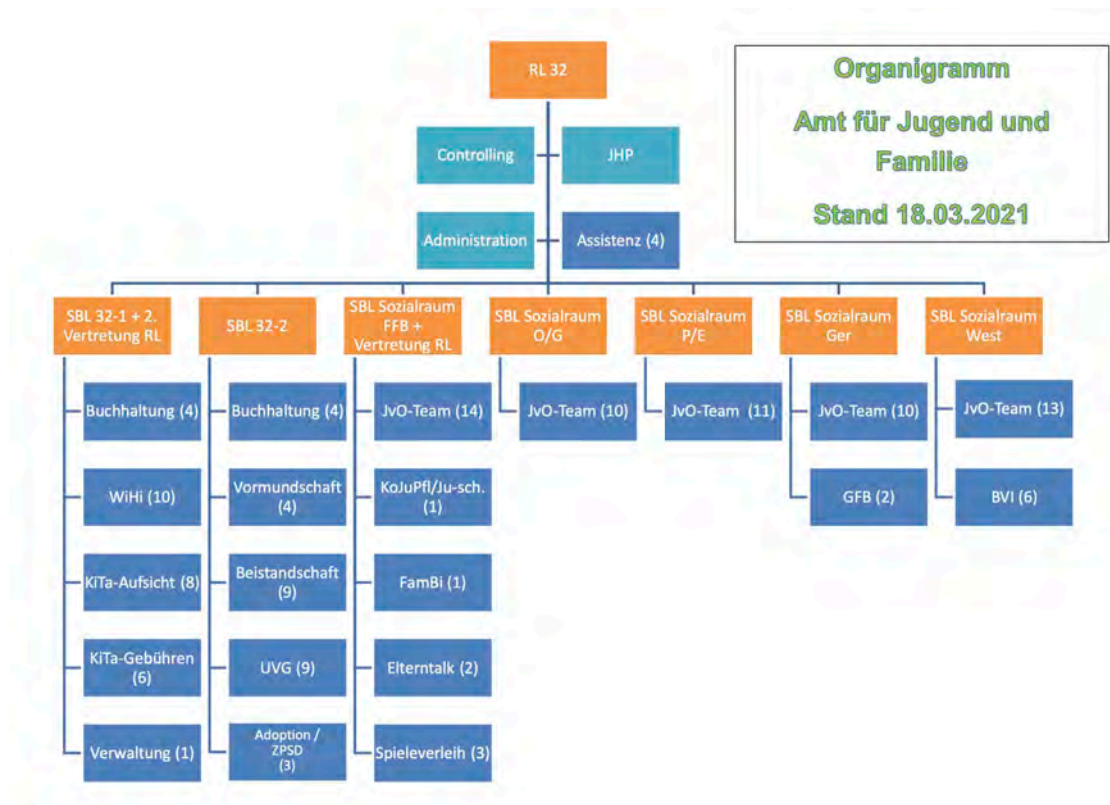 RL 32
Organigramm
Amt für Jugend und
Familie
Stand 18.03.2021
Controlling
JHP
Administration
Assistenz (4)
SBL 32-1 + 2.
Vertretung RL
Buchhaltung (4)
WiHi (10)
KiTa-Aufsicht (8)
KiTa-Gebühren
(6)
Verwaltung (1)
SBL 32-2
Buchhaltung (4)
Vormundschaft
(4)
Beistandschaft
(9)
UVG (9)
Adoption /
ZPSD
(3)
SBL Sozialraum
FFB +
Vertretung RL
JvO-Team (14)
KoJuPfl/Ju-sch.
(1)
FamBi (1)
Elterntalk (2)
Spieleverleih (3)
SBL Sozialraum
O/G
JvO-Team (10)
SBL Sozialraum
P/E
JvO-Team (11)
SBL Sozialraum
Ger
JvO-Team (10)
GFB (2)
SBL Sozialraum
West
JvO-Team (13)
BVI (6)